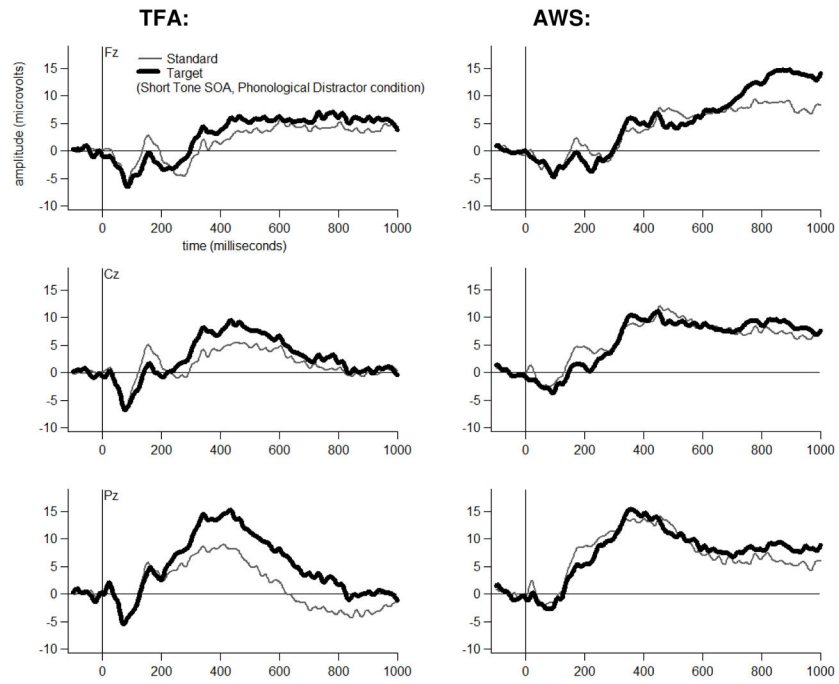 TFA:
AWS:
Fz
Standard
Target
(Short Tone SOA, Phonological Distractor condition)
amplitude (microvolts)
15
10
5
0
-5
-10
0 200 400 600 800 1000
time (milliseconds)
15
10
5
0
-5
-10
0 200 400 600 800 1000
Cz
15
10
5
0
-5
-10
0 200 400 600 800 1000
15
10
5
0
-5
-10
0 200 400 600 800 1000
Pz
15
10
5
0
-5
-10
0 200 400 600 800 1000
15
10
5
0
-5
-10
0 200 400 600 800 1000